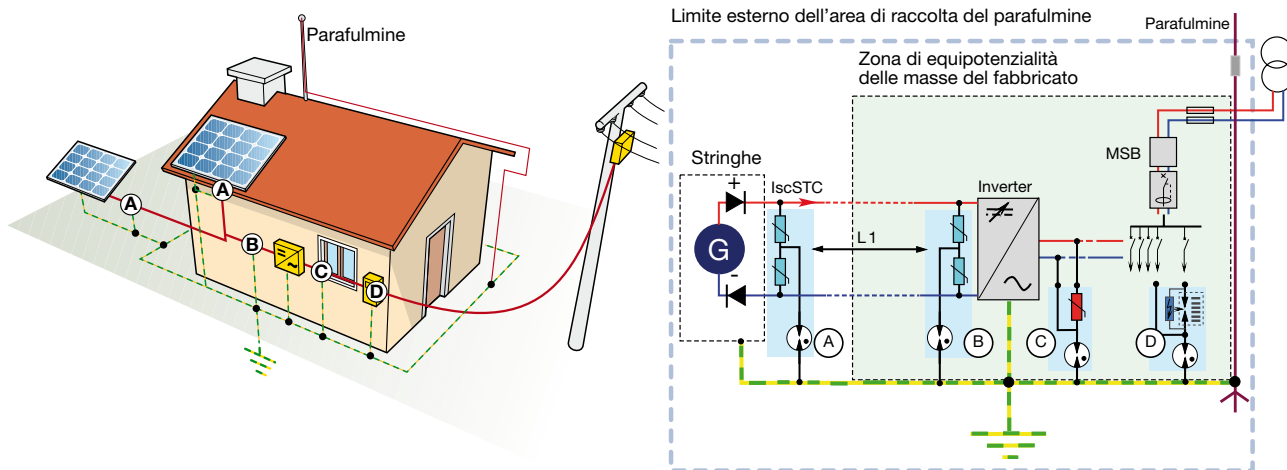 Parafulmine
A
A
B
C
D
Limite esterno dell'area di raccolta del parafulmine
Parafulmine
Zona di equipotenzialità
delle masse del fabbricato
MSB
Stringhe
+
IscSTC
Inverter
G
L1
-
A
B
C
D